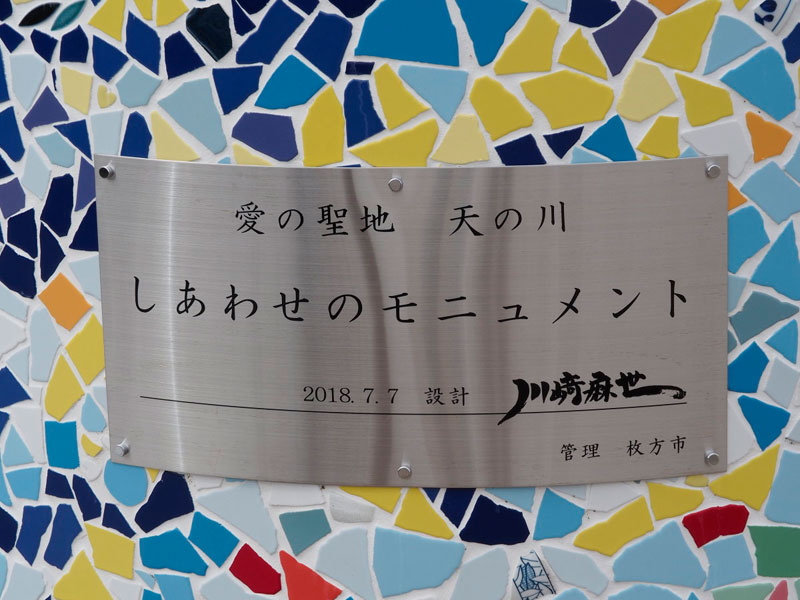 愛の聖地 天の川
しあわせのモニュメント
2018.7.7 設計 川崎麻世
管理 枚方市